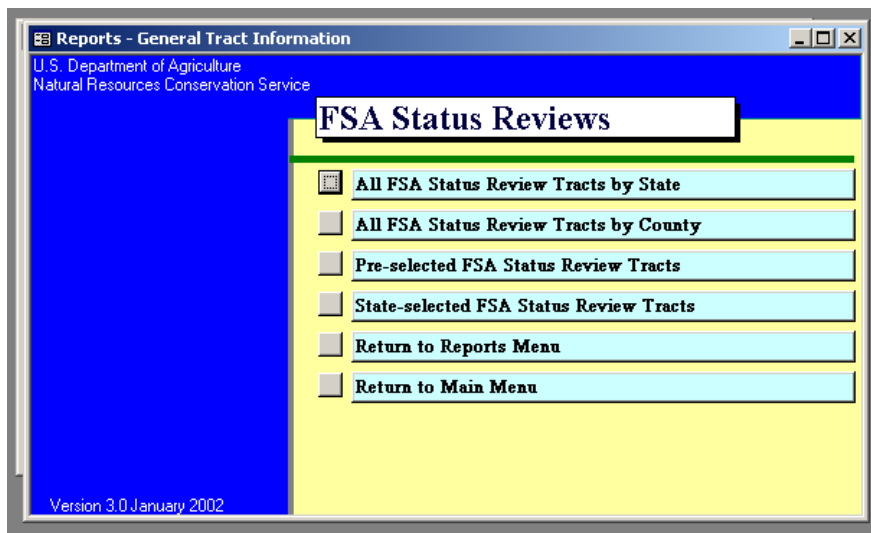 Reports - General Tract Information
U.S. Department of Agriculture
Natural Resources Conservation Service
FSA Status Reviews
All FSA Status Review Tracts by State
All FSA Status Review Tracts by County
Pre-selected FSA Status Review Tracts
State-selected FSA Status Review Tracts
Return to Reports Menu
Return to Main Menu
Version 3.0 January 2002